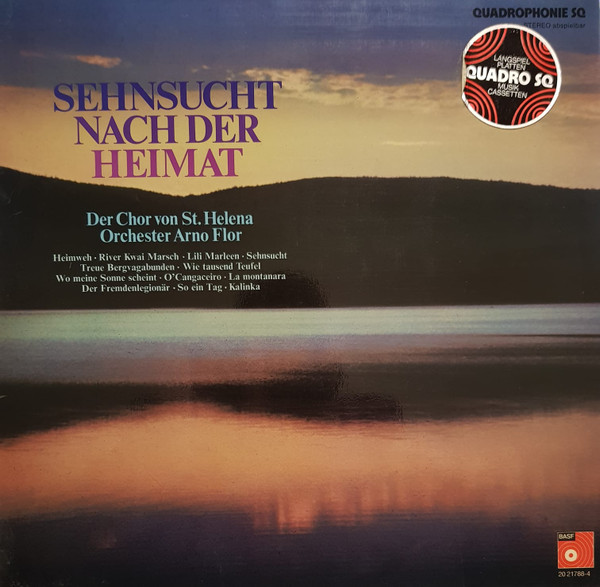 QUADROPHONIE SQ
STEREO abspielbar
LANGSPIEL
PLATTEN
QUADRO SQ
MUSIK
CASSETTEN
SEHNSUCHT
NACH DER
HEIMAT
Der Chor von St. Helena
Orchester Arno Flor
Heimweh · River Kwai Marsch · Lili Marleen · Sehnsucht
Treue Bergvagabunden · Wie tausend Teufel
Wo meine Sonne scheint · O'Cangaceiro · La montanara
Der Fremdenlegionär · So ein Tag · Kalinka
BASF
20 21788-4